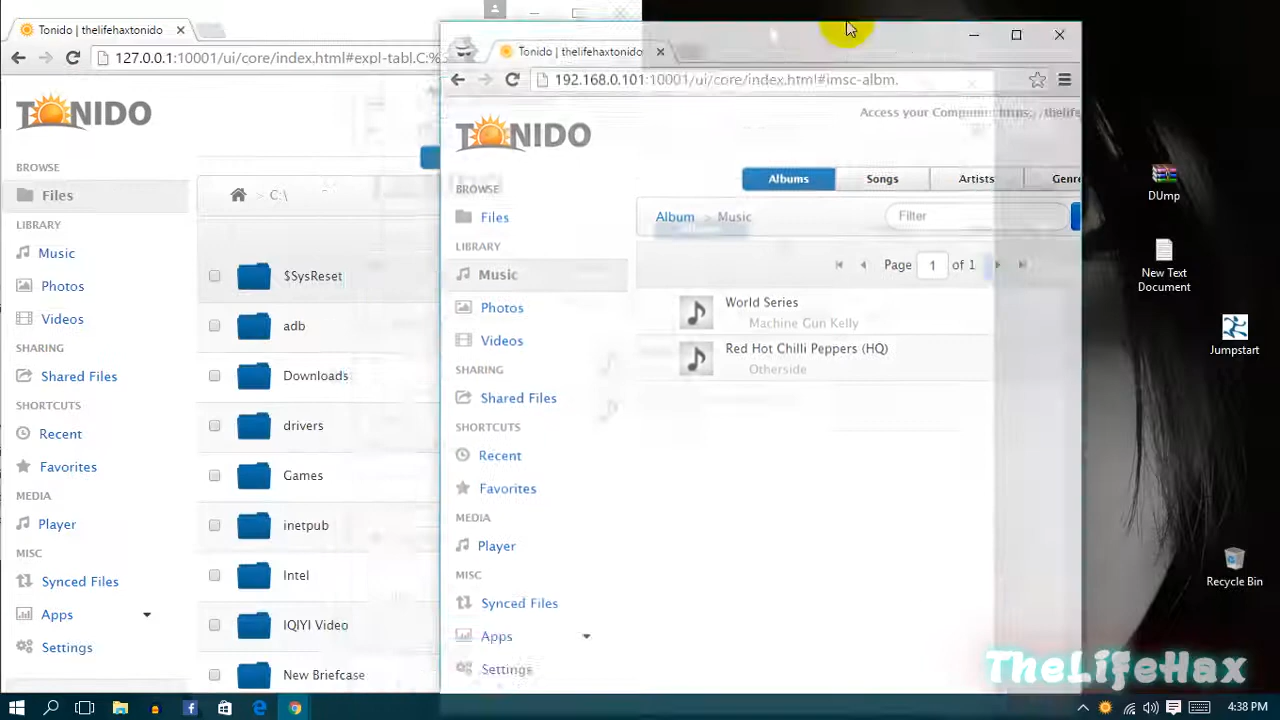 Tonido | thelifehaxtonido
127.0.0.1:10001/ui/core/index.html#expl-tabl.C:%
TONIDO
BROWSE
Files
LIBRARY
Music
Photos
Videos
SHARING
Shared Files
SHORTCUTS
Recent
Favorites
MEDIA
Player
MISC
Synced Files
Apps
Settings
> C:\
$SysReset
adb
Downloads
drivers
Games
inetpub
Intel
IQIYI Video
New Briefcase
Tonido | thelifehaxtonido
192.168.0.101:10001/ui/core/index.html#imsc-albm.
Access your Computer
TONIDO
BROWSE
Files
LIBRARY
Music
Photos
Videos
SHARING
Shared Files
SHORTCUTS
Recent
Favorites
MEDIA
Player
MISC
Synced Files
Apps
Settings
Albums Songs Artists Genre
Album > Music
Filter
Page 1 of 1
World Series
Machine Gun Kelly
Red Hot Chilli Peppers (HQ)
Otherside
DUmp
New Text
Document
Jumpstart
Recycle Bin
TheLifeHax
4:38 PM